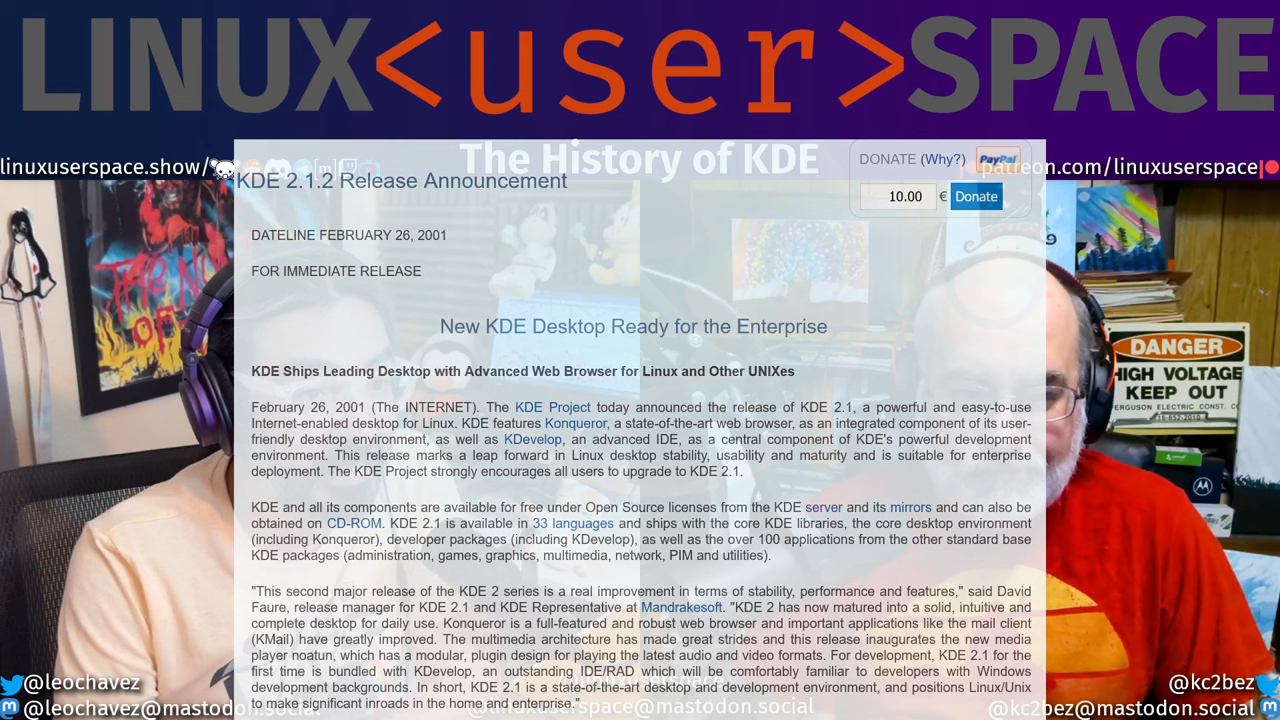 LINUX<user>SPACE
linuxuserspace.show/
The History of KDE
patreon.com/linuxuserspace
DONATE (Why?) PayPal
10.00 € Donate
KDE 2.1.2 Release Announcement
DATELINE FEBRUARY 26, 2001
FOR IMMEDIATE RELEASE
New KDE Desktop Ready for the Enterprise
KDE Ships Leading Desktop with Advanced Web Browser for Linux and Other UNIXes
February 26, 2001 (The INTERNET). The KDE Project today announced the release of KDE 2.1, a powerful and easy-to-use
Internet-enabled desktop for Linux. KDE features Konqueror, a state-of-the-art web browser, as an integrated component of its user-
friendly desktop environment, as well as KDevelop, an advanced IDE, as a central component of KDE's powerful development
environment. This release marks a leap forward in Linux desktop stability, usability and maturity and is suitable for enterprise
deployment. The KDE Project strongly encourages all users to upgrade to KDE 2.1.
KDE and all its components are available for free under Open Source licenses from the KDE server and its mirrors and can also be
obtained on CD-ROM. KDE 2.1 is available in 33 languages and ships with the core KDE libraries, the core desktop environment
(including Konqueror), developer packages (including KDevelop), as well as the over 100 applications from the other standard base
KDE packages (administration, games, graphics, multimedia, network, PIM and utilities).
"This second major release of the KDE 2 series is a real improvement in terms of stability, performance and features," said David
Faure, release manager for KDE 2.1 and KDE Representative at Mandrakesoft. "KDE 2 has now matured into a solid, intuitive and
complete desktop for daily use. Konqueror is a full-featured and robust web browser and important applications like the mail client
(KMail) have greatly improved. The multimedia architecture has made great strides and this release inaugurates the new media
player noatun, which has a modular, plugin design for playing the latest audio and video formats. For development, KDE 2.1 for the
first time is bundled with KDevelop, an outstanding IDE/RAD which will be comfortably familiar to developers with Windows
development backgrounds. In short, KDE 2.1 is a state-of-the-art desktop and development environment, and positions Linux/Unix
to make significant inroads in the home and enterprise."
DANGER
HIGH VOLTAGE
KEEP OUT
FERGUSON ELECTRIC CONST. CO
@leochavez
@leochavez@mastodon.social
linuxuserspace@mastodon.social
@kc2bez
@kc2bez@mastodon.social